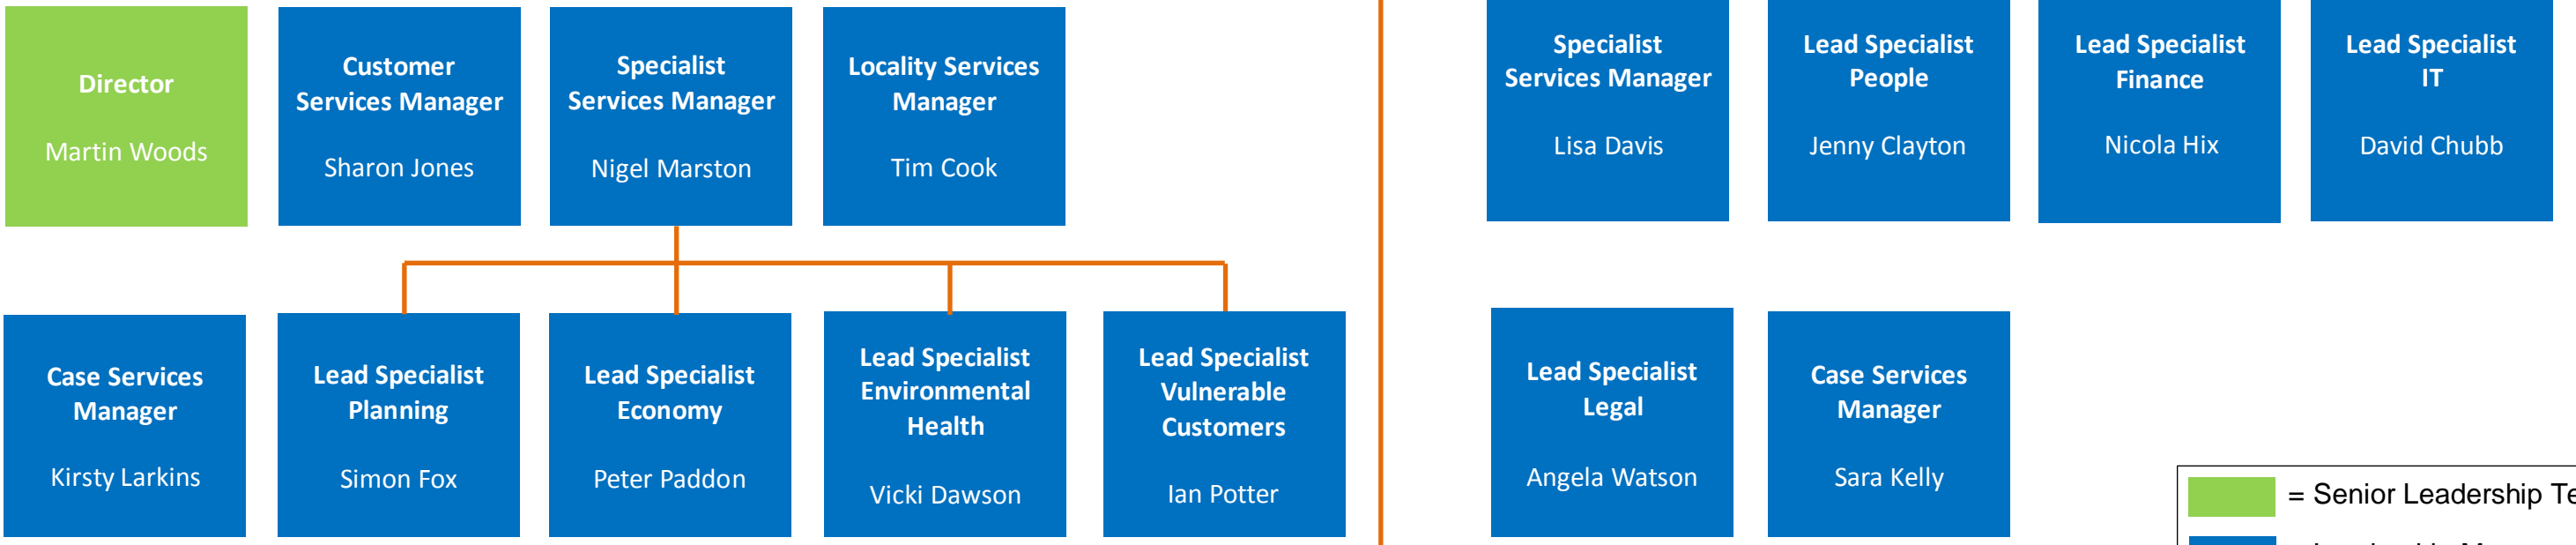 Director
Martin Woods
Customer
Services Manager
Sharon Jones
Specialist
Services Manager
Nigel Marston
Locality Services
Manager
Tim Cook
Specialist
Services Manager
Lisa Davis
Lead Specialist
People
Jenny Clayton
Lead Specialist
Finance
Nicola Hix
Lead Specialist
IT
David Chubb
Case Services
Manager
Kirsty Larkins
Lead Specialist
Planning
Simon Fox
Lead Specialist
Economy
Peter Paddon
Lead Specialist
Environmental
Health
Vicki Dawson
Lead Specialist
Vulnerable
Customers
Ian Potter
Lead Specialist
Legal
Angela Watson
Case Services
Manager
Sara Kelly
= Senior Leadership